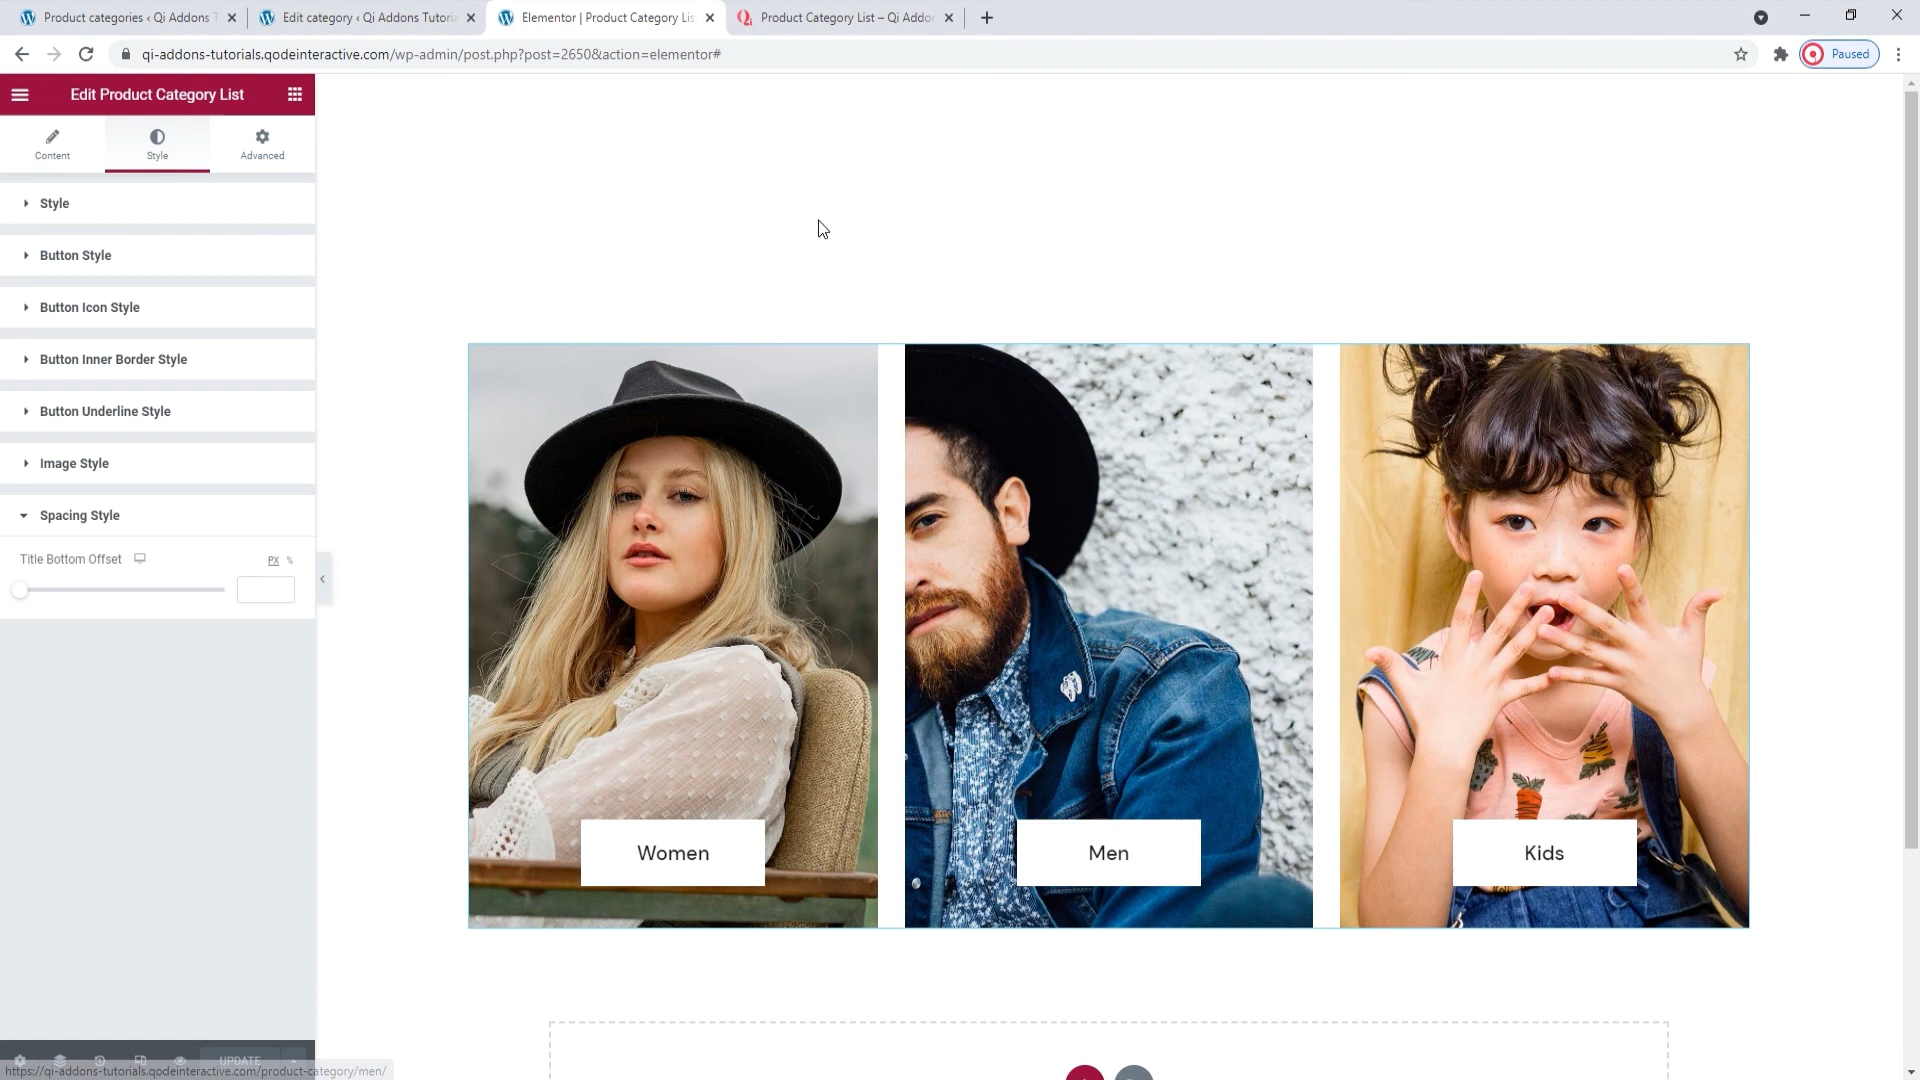 Product categories ‹ Qi Addons T
Edit category ‹ Qi Addons Tutoria
Elementor | Product Category Lis
Product Category List – Qi Addon
qi-addons-tutorials.qodeinteractive.com/wp-admin/post.php?post=2650&action=elementor#
Paused
Edit Product Category List
Content
Style
Advanced
Style
Button Style
Button Icon Style
Button Inner Border Style
Button Underline Style
Image Style
Spacing Style
Title Bottom Offset
PX %
Women
Men
Kids
UPDATE
https://qi-addons-tutorials.qodeinteractive.com/product-category/men/